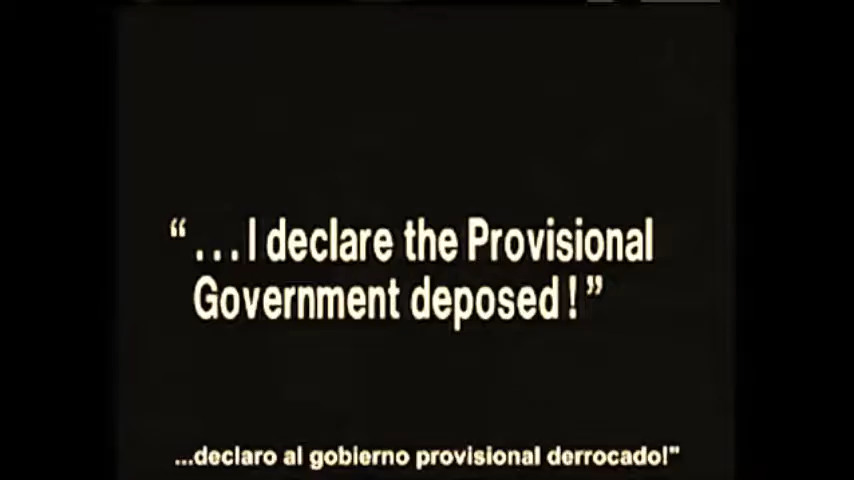 “...I declare the Provisional
Government deposed!”
...declaro al gobierno provisional derrocado!"